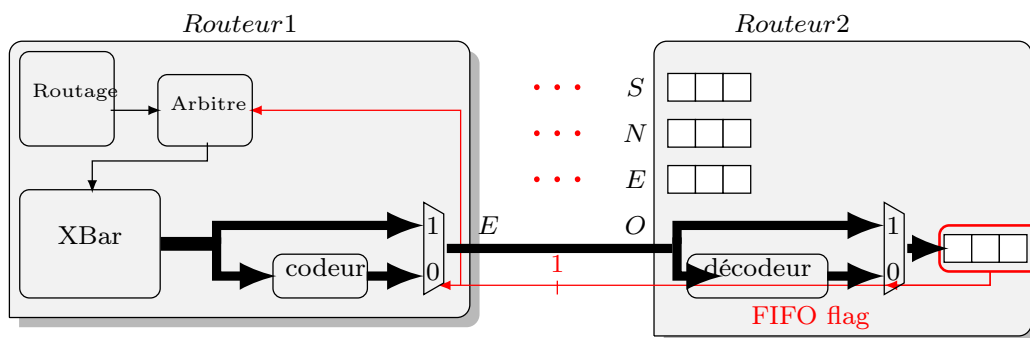 Routeur1
Routeur2
Routage
Arbitre
S
N
E
XBar
1
E
O
1
codeur
0
1
décodeur
0
FIFO flag